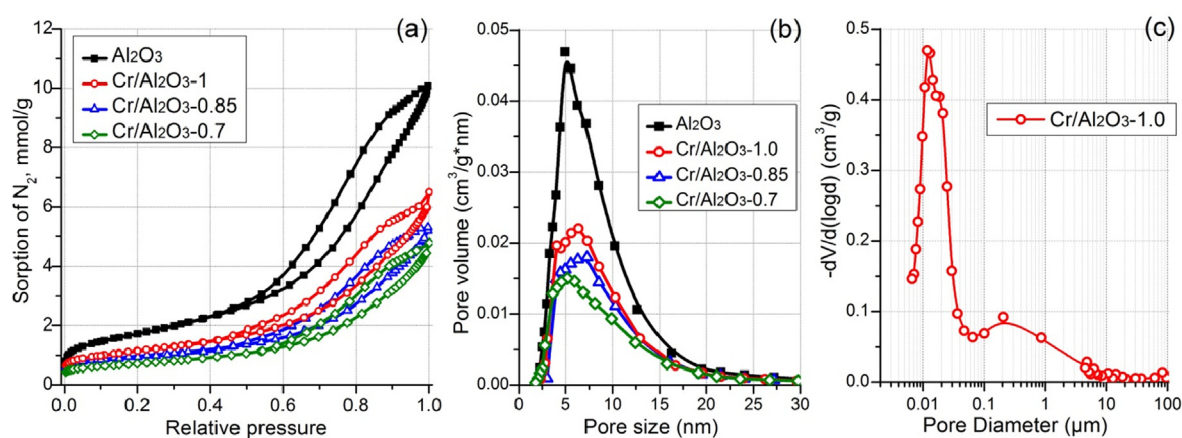 (a)
Sorption of N2, mmol/g
12
10
8
6
4
2
0
Al2O3
Cr/Al2O3-1
Cr/Al2O3-0.85
Cr/Al2O3-0.7
0.0 0.2 0.4 0.6 0.8 1.0
Relative pressure
(b)
Pore volume (cm³/g*nm)
0.05
0.04
0.03
0.02
0.01
0.00
Al2O3
Cr/Al2O3-1.0
Cr/Al2O3-0.85
Cr/Al2O3-0.7
0 5 10 15 20 25 30
Pore size (nm)
(c)
-dV/d(logd) (cm³/g)
0.5
0.4
0.3
0.2
0.1
0.0
Cr/Al2O3-1.0
0.01 0.1 1 10 100
Pore Diameter (µm)